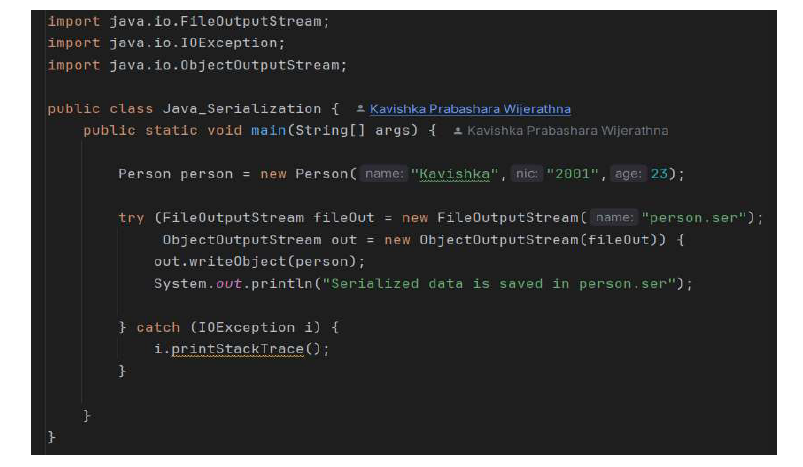 import java.io.FileOutputStream;
import java.io.IOException;
import java.io.ObjectOutputStream;
public class Java_Serialization { Kavishka Prabashara Wijerathna
public static void main(String[] args) { Kavishka Prabashara Wijerathna
Person person = new Person( name: "Kavishka", nic: "2001", age: 23);
try (FileOutputStream fileOut = new FileOutputStream( name: "person.ser");
ObjectOutputStream out = new ObjectOutputStream(fileOut)) {
out.writeObject(person);
System.out.println("Serialized data is saved in person.ser");
} catch (IOException i) {
i.printStackTrace();
}
}
}